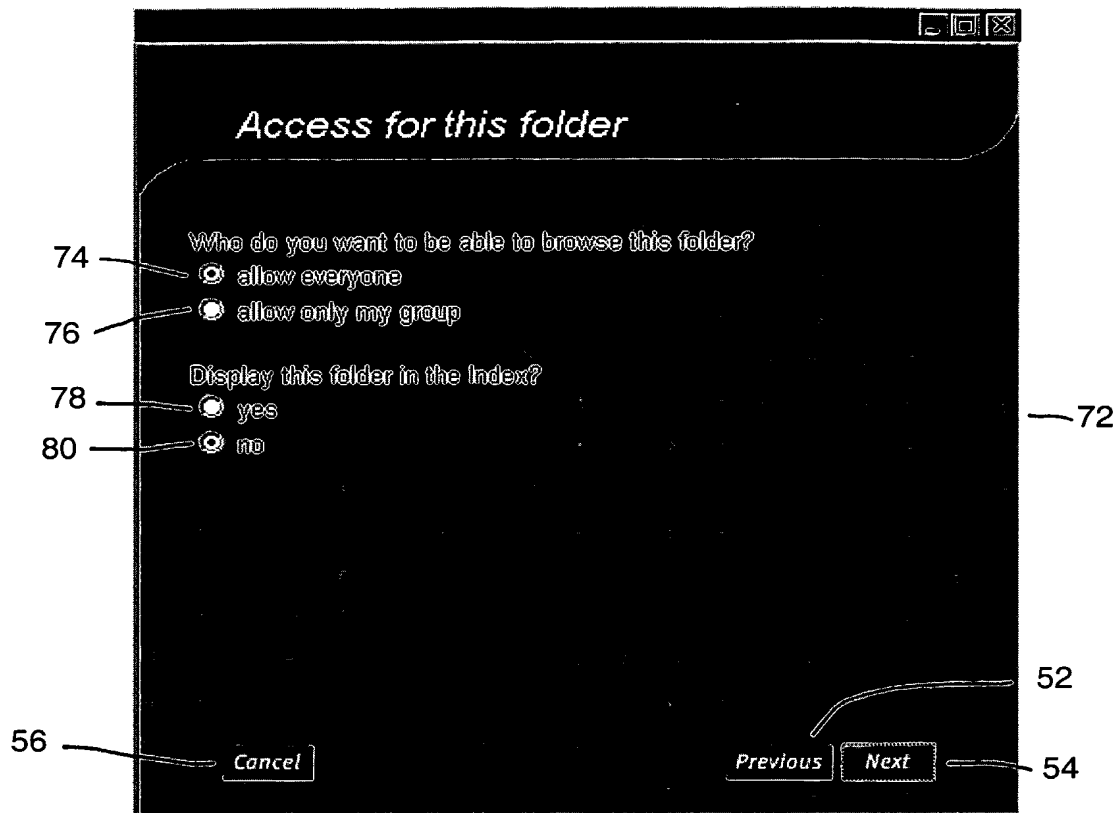 Access for this folder
Who do you want to be able to browse this folder?
74
allow everyone
76
allow only my group
Display this folder in the Index?
78
yes
72
80
no
52
56
Cancel
Previous
Next
54